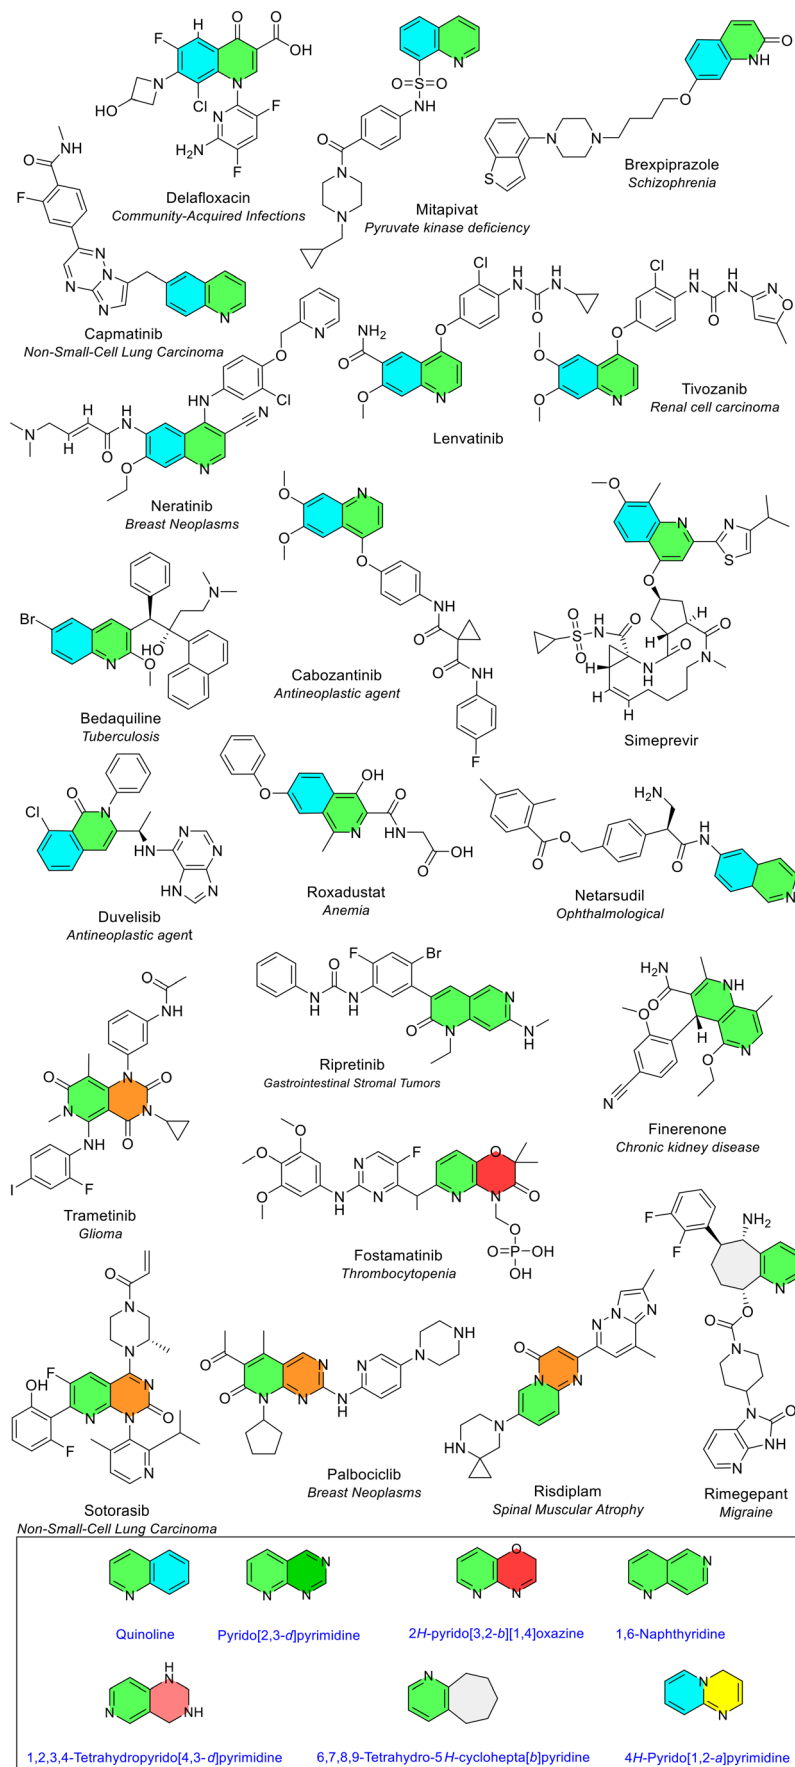 Delafloxacin
Community-Acquired Infections
Mitapivat
Pyruvate kinase deficiency
Brexpiprazole
Schizophrenia
Capmatinib
Non-Small-Cell Lung Carcinoma
Lenvatinib
Tivozanib
Renal cell carcinoma
Neratinib
Breast Neoplasms
Cabozantinib
Antineoplastic agent
Simeprevir
Bedaquiline
Tuberculosis
Duvelisib
Antineoplastic agent
Roxadustat
Anemia
Netarsudil
Ophthalmological
Ripretinib
Gastrointestinal Stromal Tumors
Finerenone
Chronic kidney disease
Trametinib
Glioma
Fostamatinib
Thrombocytopenia
Sotorasib
Non-Small-Cell Lung Carcinoma
Palbociclib
Breast Neoplasms
Risdiplam
Spinal Muscular Atrophy
Rimegepant
Migraine
Quinoline
Pyrido[2,3-d]pyrimidine
2H-pyrido[3,2-b][1,4]oxazine
1,6-Naphthyridine
1,2,3,4-Tetrahydropyrido[4,3-d]pyrimidine
6,7,8,9-Tetrahydro-5H-cyclohepta[b]pyridine
4H-Pyrido[1,2-a]pyrimidine